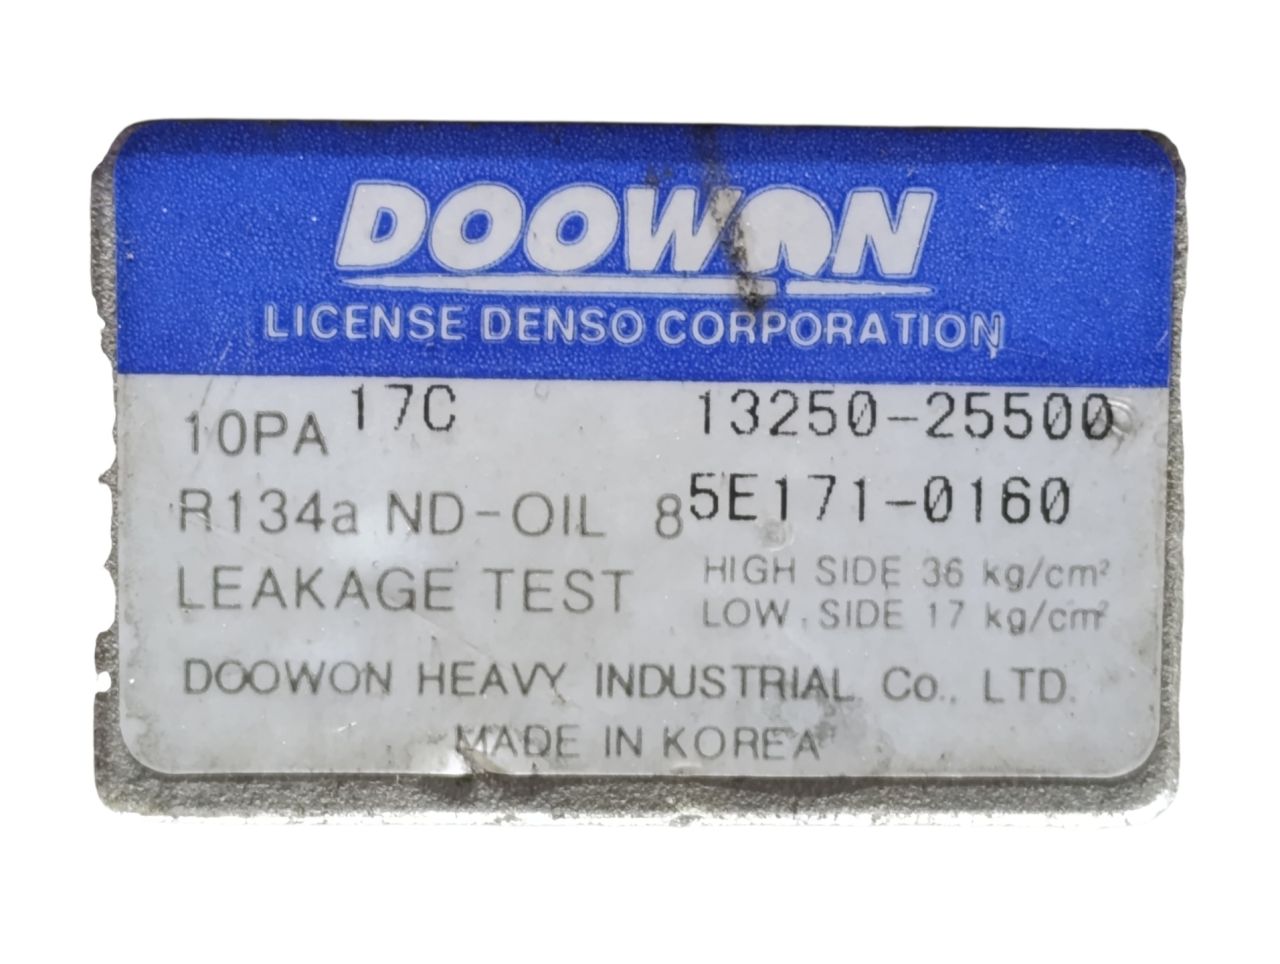 DOOWON
LICENSE DENSO CORPORATION
10PA 17C 13250-25500
R134a ND-OIL 8 5E171-0160
LEAKAGE TEST HIGH SIDE 36 kg/cm²
LOW SIDE 17 kg/cm²
DOOWON HEAVY INDUSTRIAL Co., LTD.
MADE IN KOREA